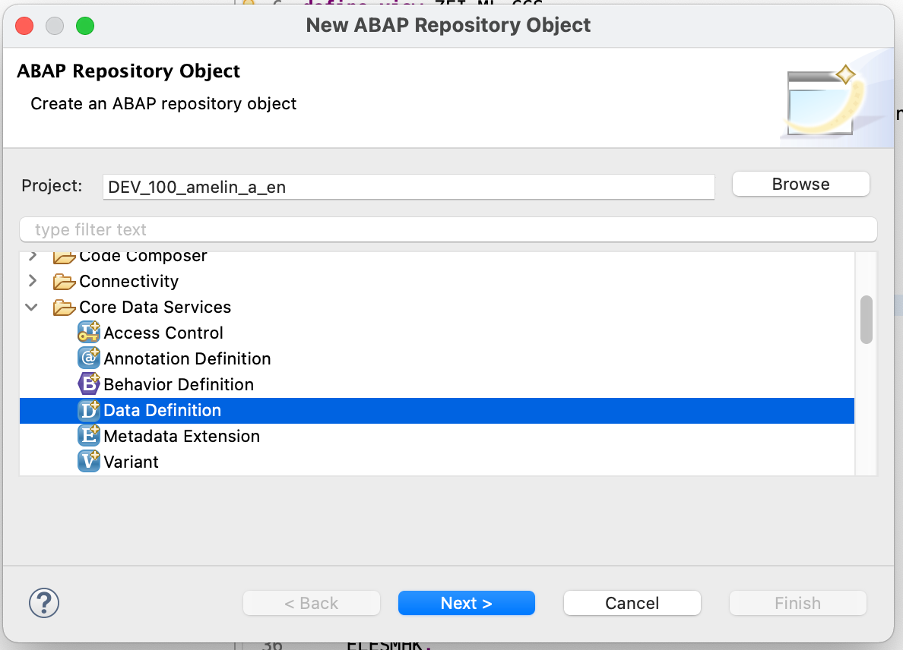 New ABAP Repository Object
ABAP Repository Object
Create an ABAP repository object
Project:
DEV_100_amelin_a_en
Browse
type filter text
Code Composer
Connectivity
Core Data Services
Access Control
Annotation Definition
Behavior Definition
Data Definition
Metadata Extension
Variant
?
< Back
Next >
Cancel
Finish
36